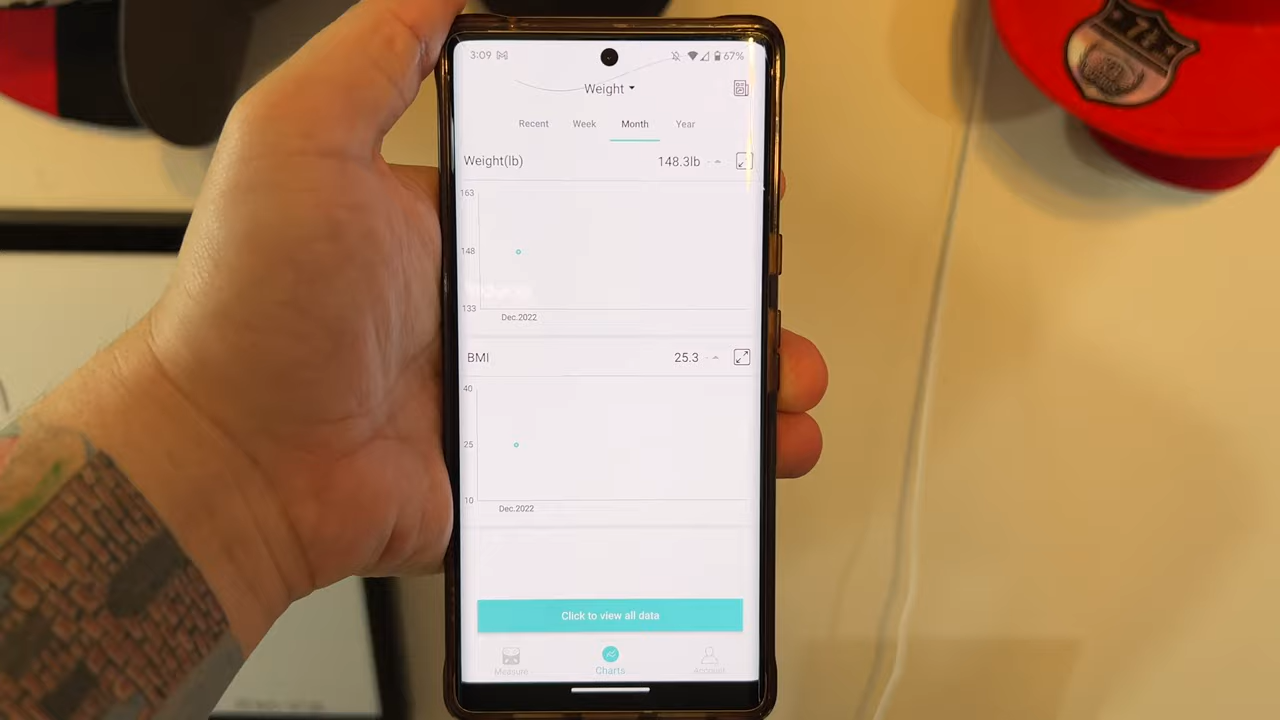 3:09 67%
Weight
Recent Week Month Year
Weight(lb) 148.3lb
163
148
133
Dec.2022
BMI 25.3
40
25
10
Dec.2022
Click to view all data
Measure Charts Account